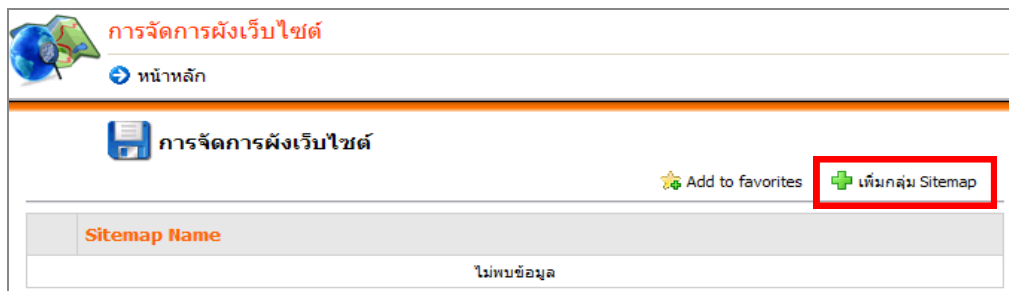 การจัดการผังเว็บไซต์
หน้าหลัก
การจัดการผังเว็บไซต์
Add to favorites เพิ่มกลุ่ม Sitemap
Sitemap Name
ไม่พบข้อมูล